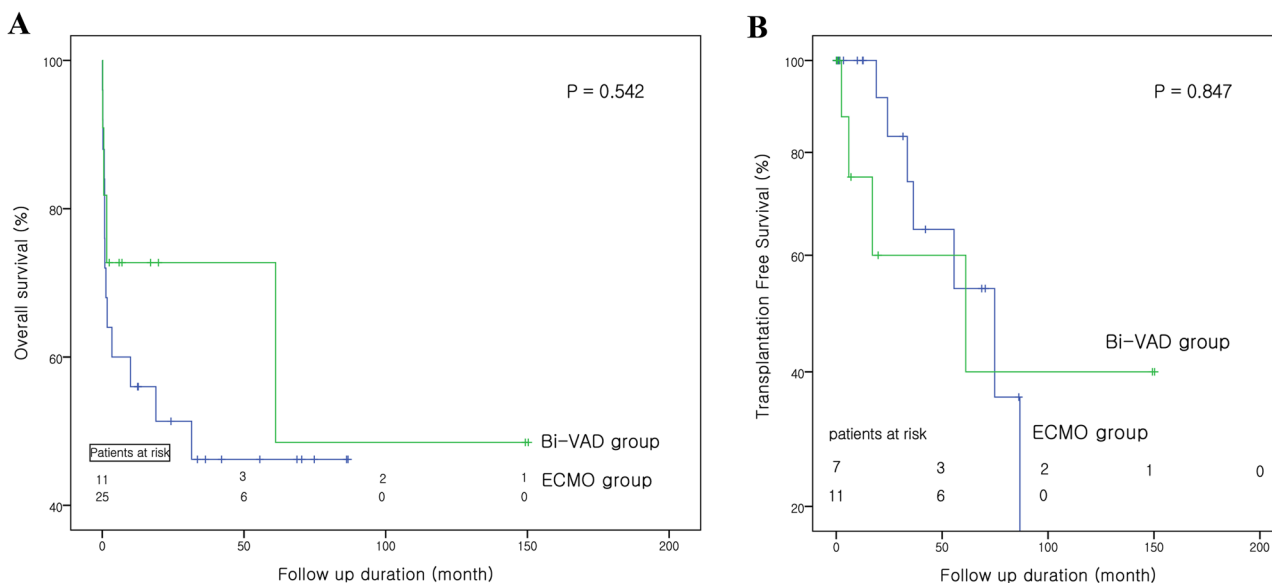 A
Overall survival (%)
100
80
60
40
P = 0.542
Bi-VAD group
ECMO group
Patients at risk
11 3 2 1
25 6 0 0
0 50 100 150 200
Follow up duration (month)
B
Transplantation Free Survival (%)
100
80
60
40
20
P = 0.847
Bi-VAD group
ECMO group
patients at risk
7 3 2 1 0
11 6 0
0 50 100 150 200
Follow up duration (month)